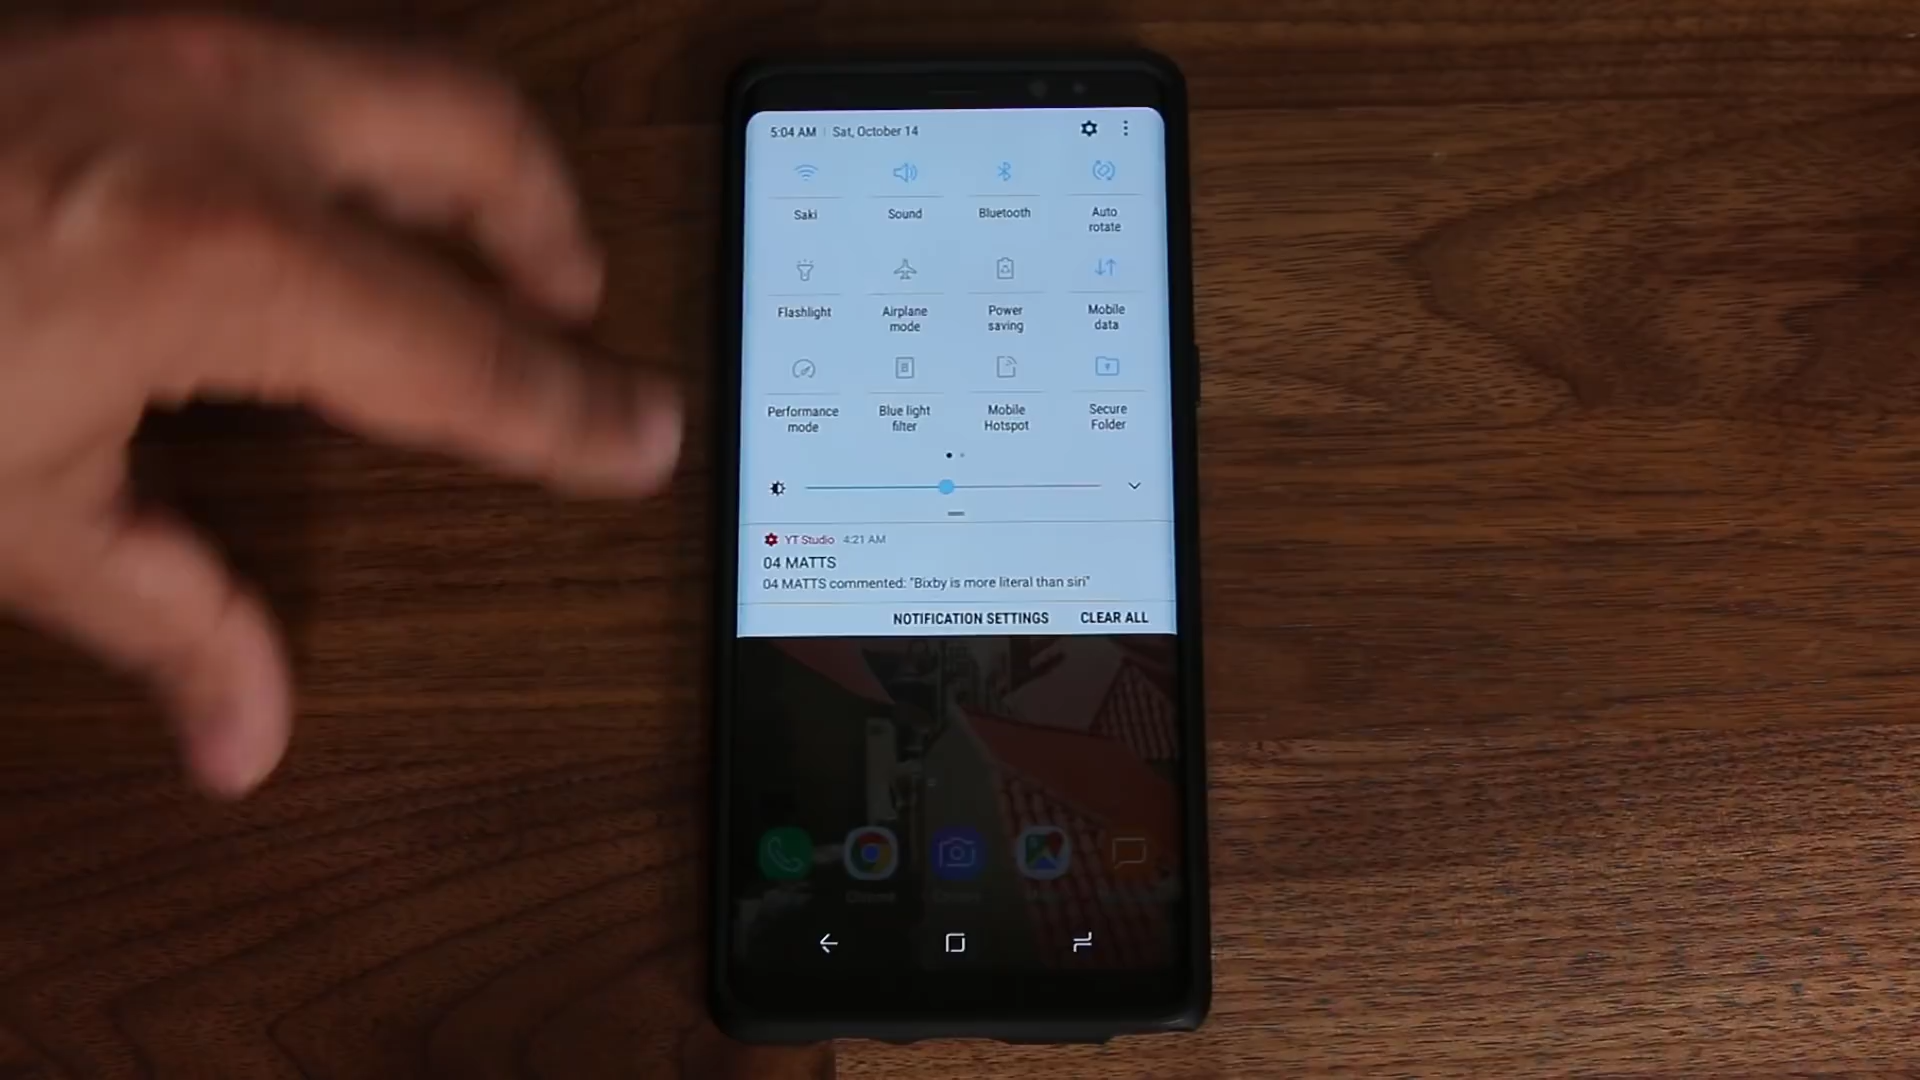 5:04 AM Sat, October 14
Saki Sound Bluetooth Auto
rotate
Flashlight Airplane Power Mobile
mode saving data
Performance Blue light Mobile Secure
mode filter Hotspot Folder
YT Studio 4:21 AM
04 MATTS
04 MATTS commented: "Bixby is more literal than siri"
NOTIFICATION SETTINGS CLEAR ALL
Chrome